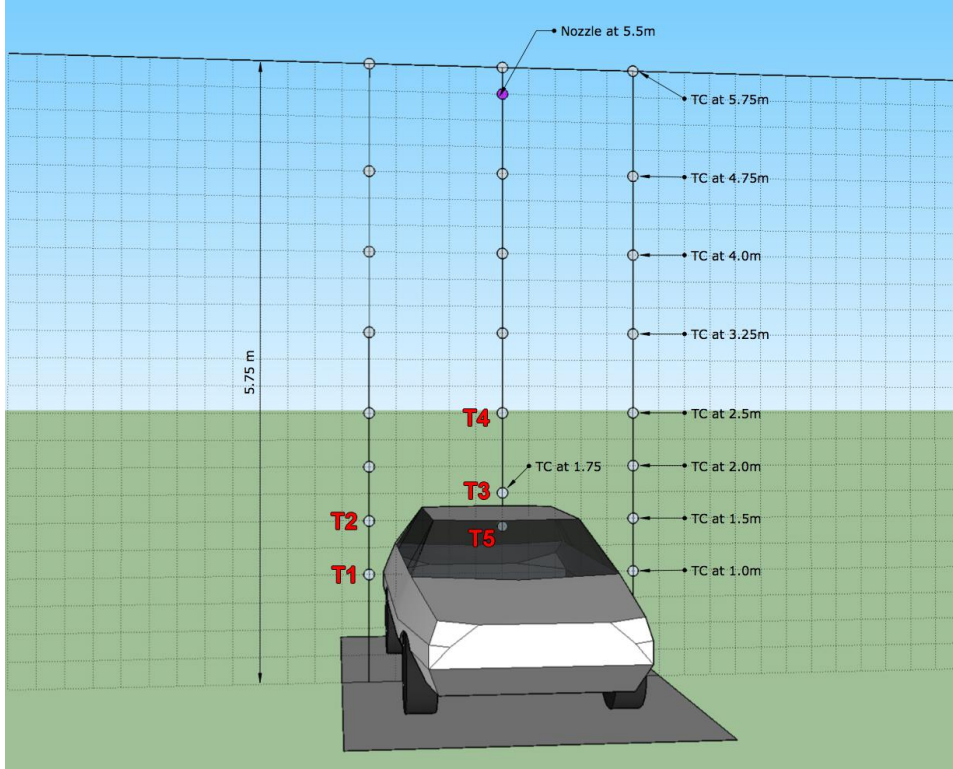 Nozzle at 5.5m
TC at 5.75m
TC at 4.75m
TC at 4.0m
TC at 3.25m
5.75 m
T4
TC at 2.5m
TC at 1.75
TC at 2.0m
T3
T2
TC at 1.5m
T5
T1
TC at 1.0m